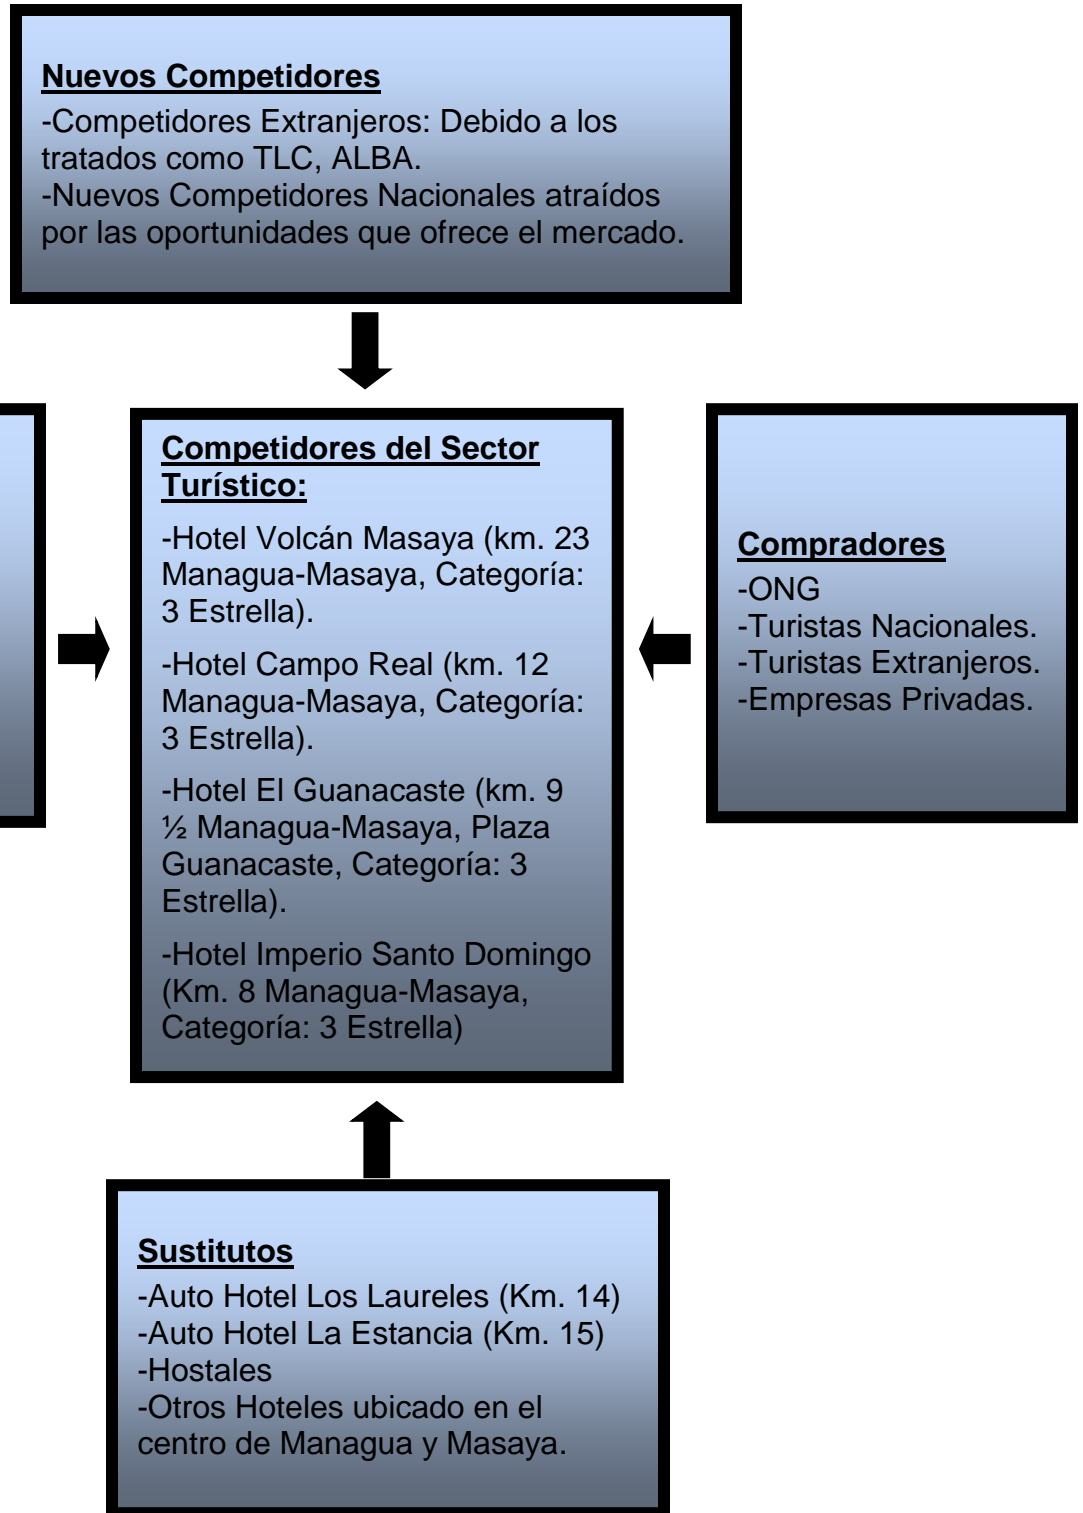 Nuevos Competidores
-Competidores Extranjeros: Debido a los
tratados como TLC, ALBA.
-Nuevos Competidores Nacionales atraídos
por las oportunidades que ofrece el mercado.
Competidores del Sector
Turístico:
-Hotel Volcán Masaya (km. 23
Managua-Masaya, Categoría:
3 Estrella).
-Hotel Campo Real (km. 12
Managua-Masaya, Categoría:
3 Estrella).
-Hotel El Guanacaste (km. 9
½ Managua-Masaya, Plaza
Guanacaste, Categoría: 3
Estrella).
-Hotel Imperio Santo Domingo
(Km. 8 Managua-Masaya,
Categoría: 3 Estrella)
Compradores
-ONG
-Turistas Nacionales.
-Turistas Extranjeros.
-Empresas Privadas.
Sustitutos
-Auto Hotel Los Laureles (Km. 14)
-Auto Hotel La Estancia (Km. 15)
-Hostales
-Otros Hoteles ubicado en el
centro de Managua y Masaya.